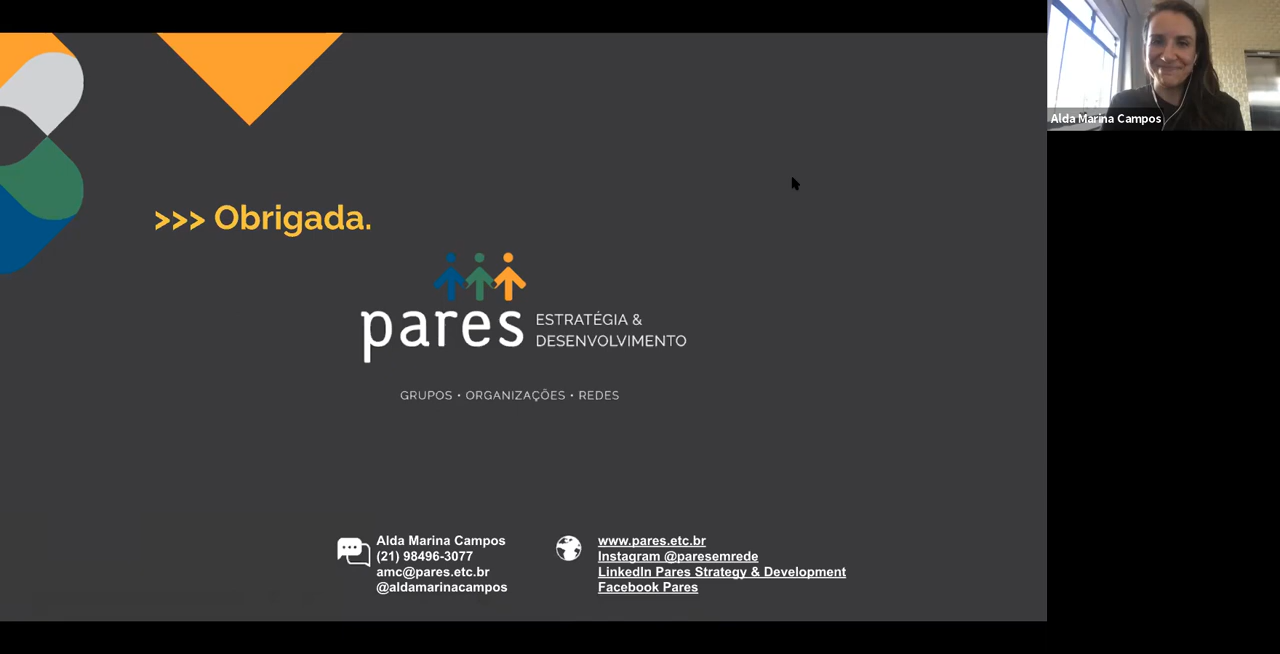 Alda Marina Campos
>>> Obrigada.
pares
ESTRATÉGIA &
DESENVOLVIMENTO
GRUPOS • ORGANIZAÇÕES • REDES
Alda Marina Campos
(21) 98496-3077
amc@pares.etc.br
@aldamarinacampos
www.pares.etc.br
Instagram @paresemrede
LinkedIn Pares Strategy & Development
Facebook Pares